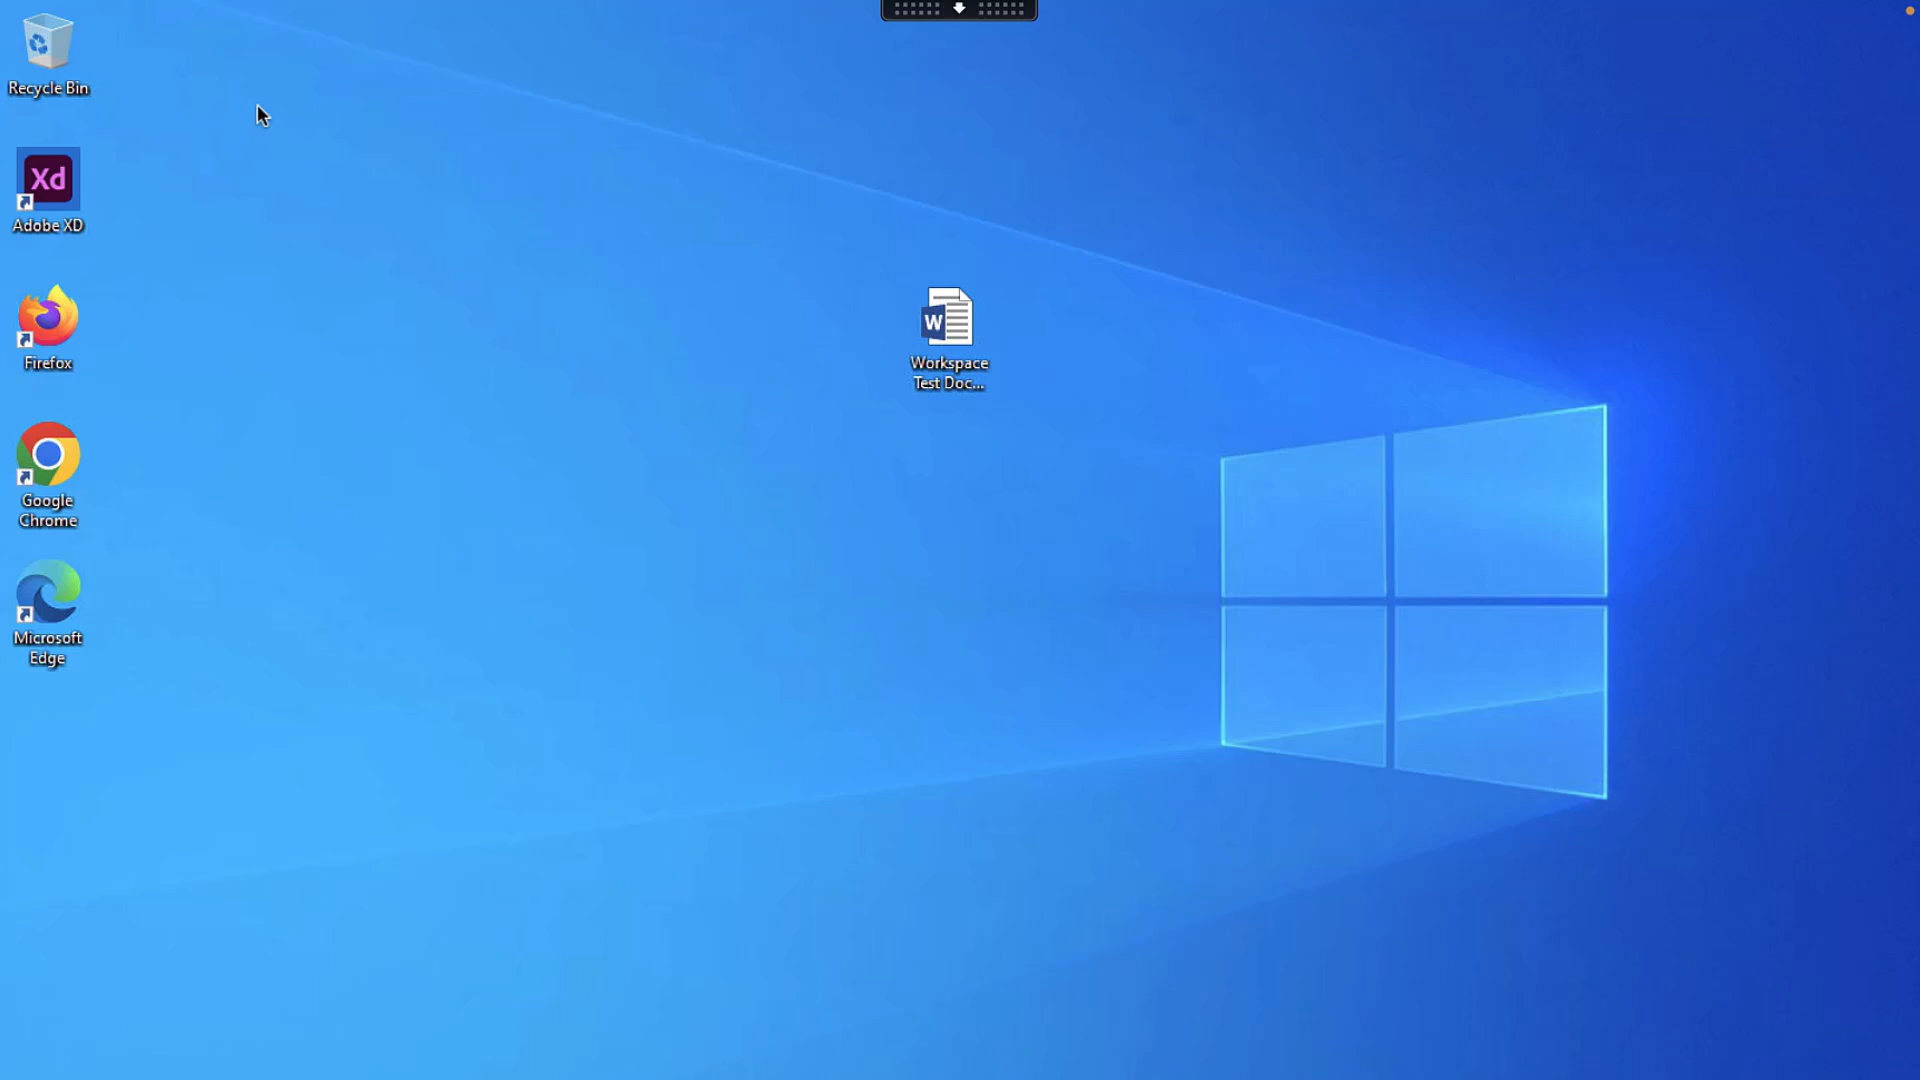 Recycle Bin
Xd
Adobe XD
Firefox
Google
Chrome
Microsoft
Edge
W
Workspace
Test Doc...